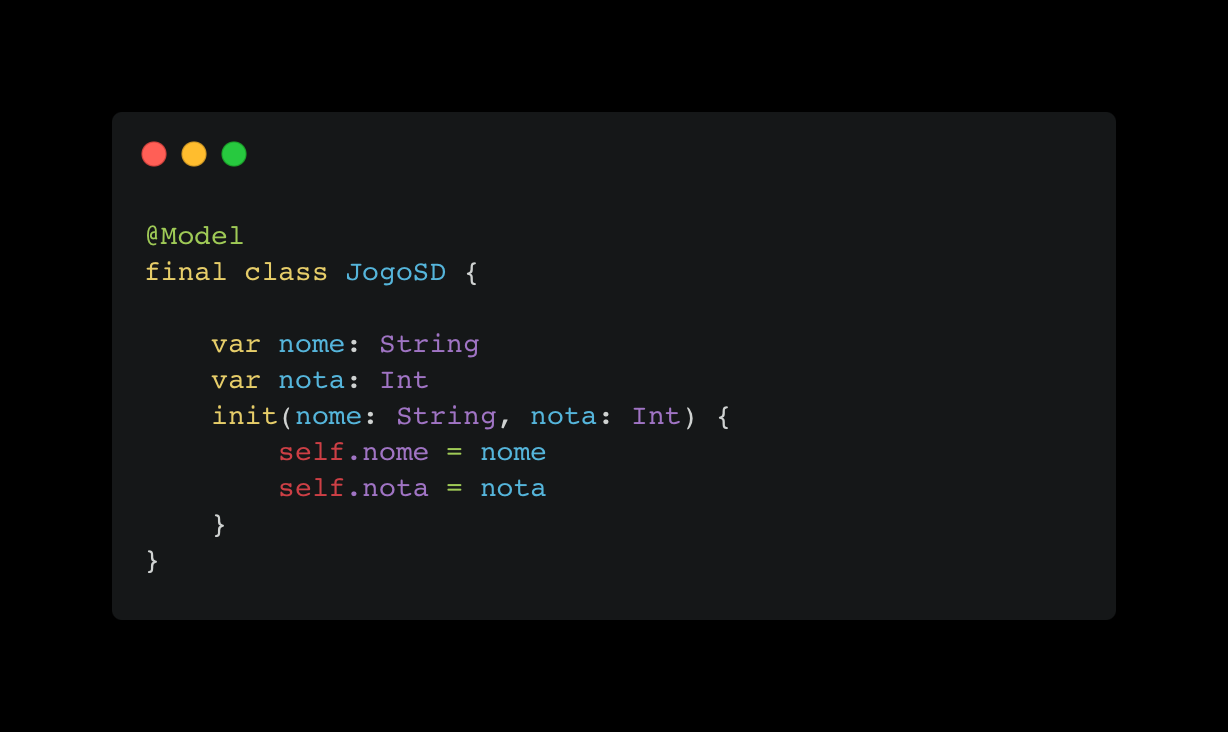 @Model
final class JogoSD {
    var nome: String
    var nota: Int
    init(nome: String, nota: Int) {
        self.nome = nome
        self.nota = nota
    }
}